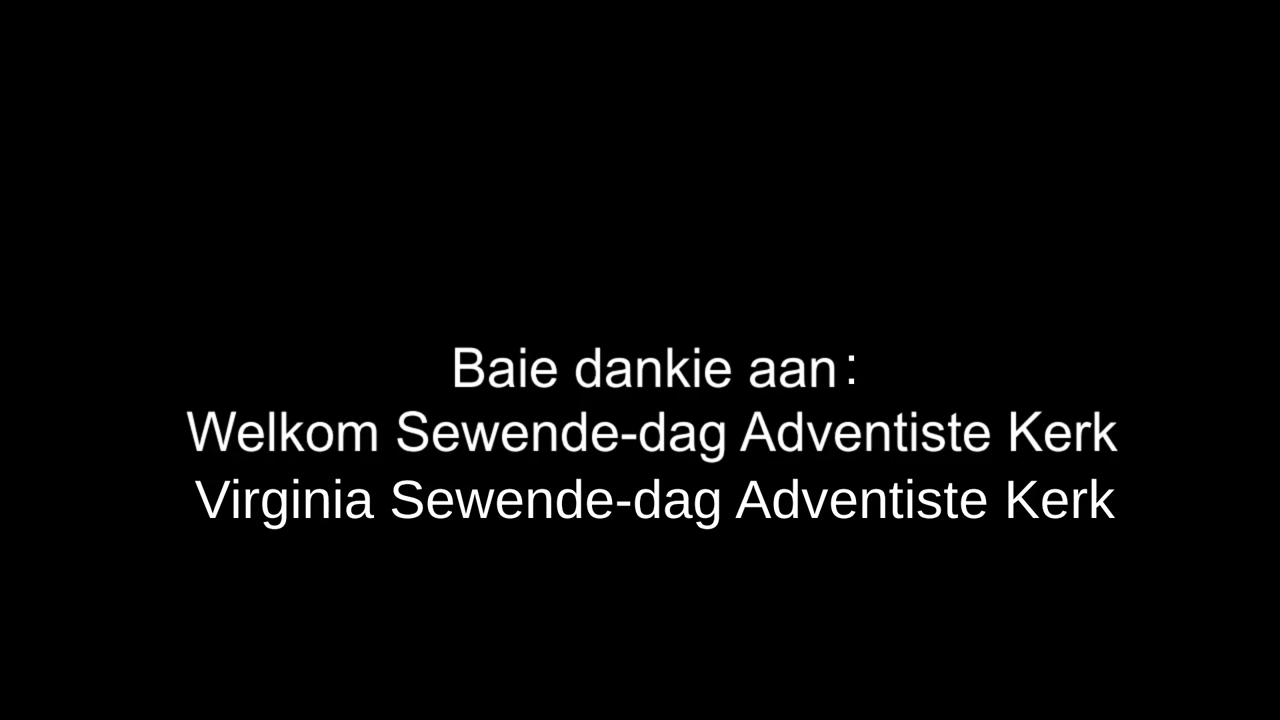 Baie dankie aan:
Welkom Sewende-dag Adventiste Kerk
Virginia Sewende-dag Adventiste Kerk